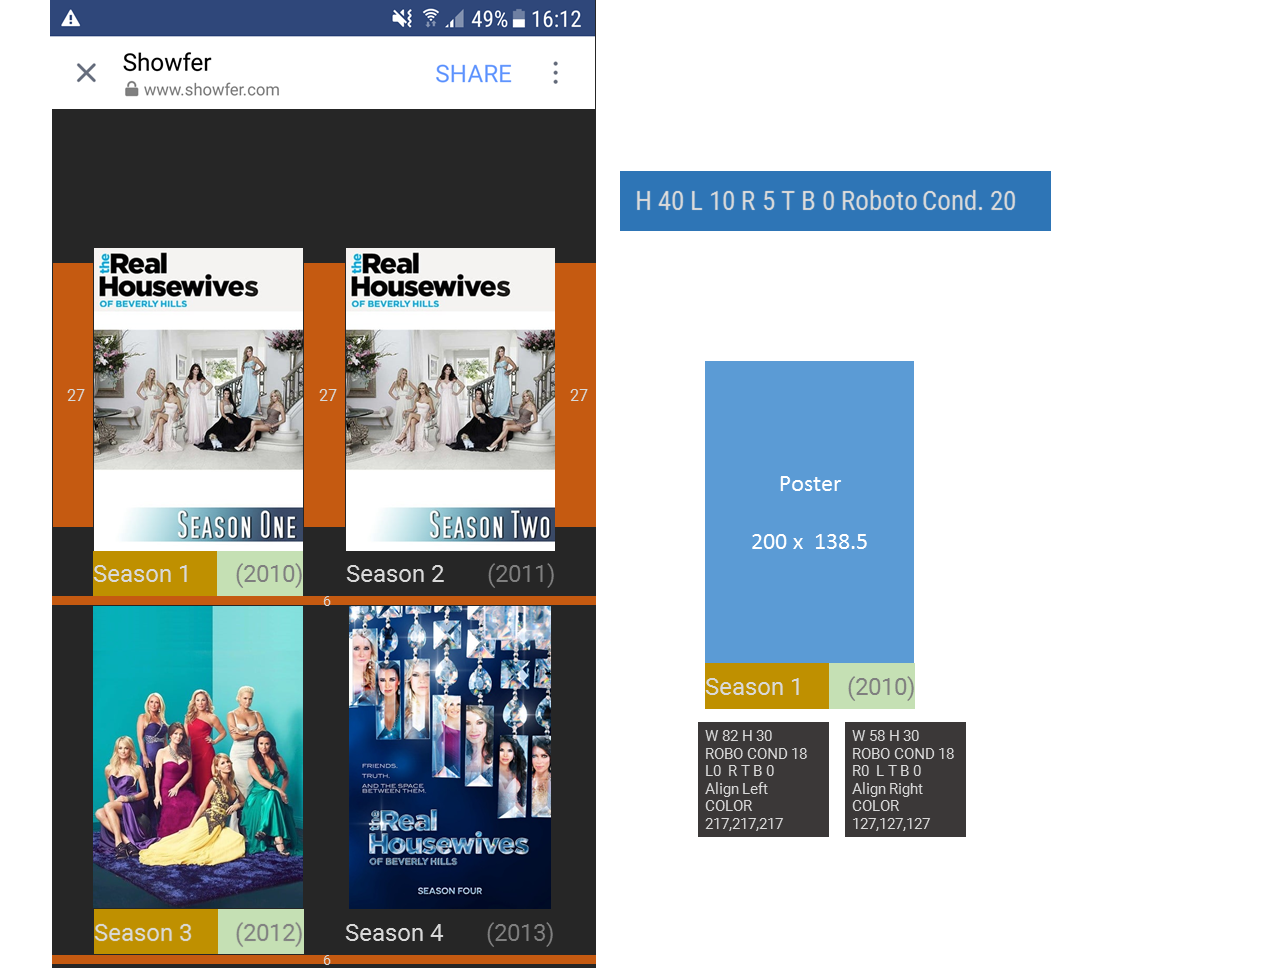 49% 16:12
Showfer
www.showfer.com
SHARE
H 40 L 10 R 5 T B 0 Roboto Cond. 20
the Real
Housewives
OF BEVERLY HILLS
the Real
Housewives
OF BEVERLY HILLS
27
27
27
SEASON ONE
SEASON TWO
Season 1 (2010)
Season 2 (2011)
6
FRIENDS.
TRUTH.
AND THE SPACE
BETWEEN THEM.
the Real
Housewives
OF BEVERLY HILLS
SEASON FOUR
Season 3 (2012)
Season 4 (2013)
6
Poster
200 x 138.5
Season 1 (2010)
W 82 H 30
ROBO COND 18
L0 R T B 0
Align Left
COLOR
217,217,217
W 58 H 30
ROBO COND 18
R0 L T B 0
Align Right
COLOR
127,127,127